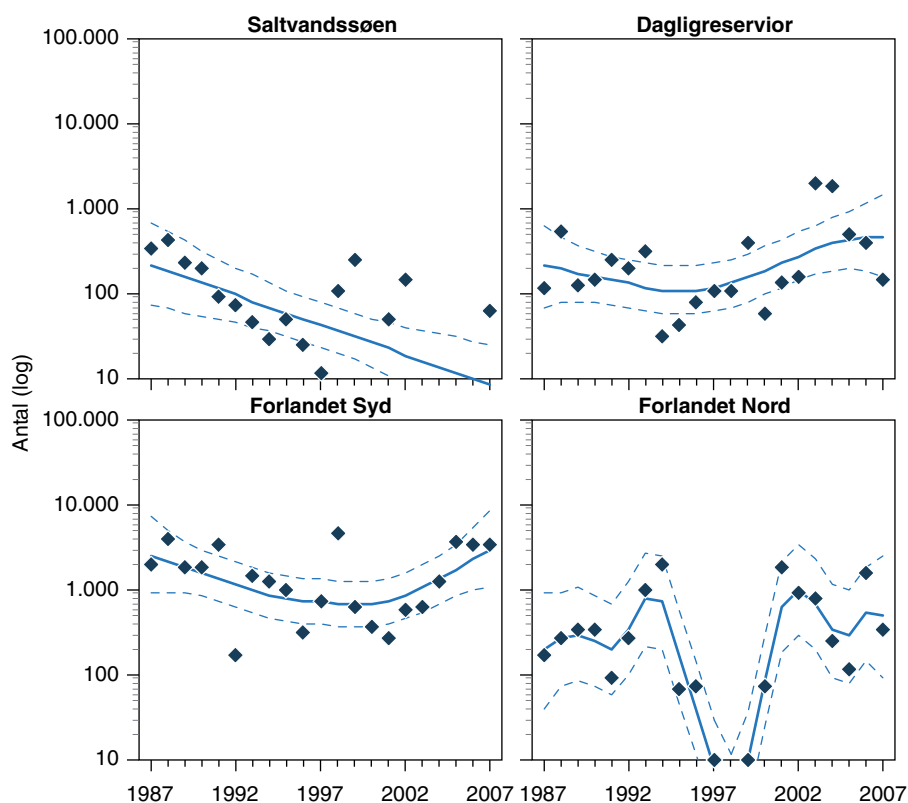 Saltvandssøen
Dagligreservior
100.000
10.000
1.000
100
10
Forlandet Syd
Forlandet Nord
100.000
10.000
1.000
100
10
Antal (log)
1987 1992 1997 2002 2007
1987 1992 1997 2002 2007